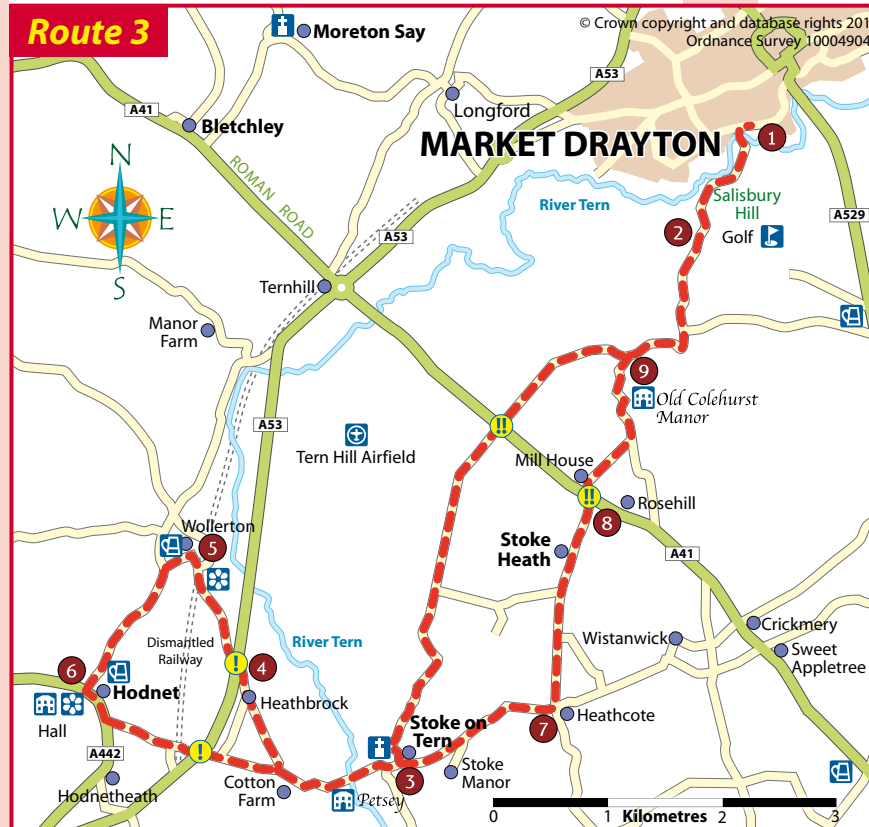 Route 3
© Crown copyright and database rights 201
Ordnance Survey 10004904
Moreton Say
A53
A41
Longford
Bletchley
MARKET DRAYTON
1
ROMAN ROAD
N
W E
S
River Tern
Salisbury
Hill
2
Golf
A529
A53
Ternhill
Manor
Farm
9
Old Colehurst
Manor
A53
!!
Tern Hill Airfield
Mill House
!!
Rosehill
8
Wollerton
5
Stoke
Heath
A41
Crickmery
Wistanwick
Sweet
Appletree
River Tern
Dismantled
Railway
!
4
6
Hodnet
Heathbrock
Hall
Stoke on
Tern
7
Heathcote
A442
!
3
Stoke
Manor
Hodnetheath
Cotton
Farm
Petsey
0 1 Kilometres 2 3